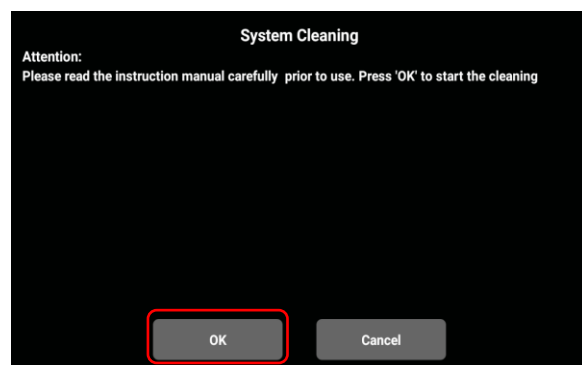 System Cleaning
Attention:
Please read the instruction manual carefully prior to use. Press 'OK' to start the cleaning
OK
Cancel